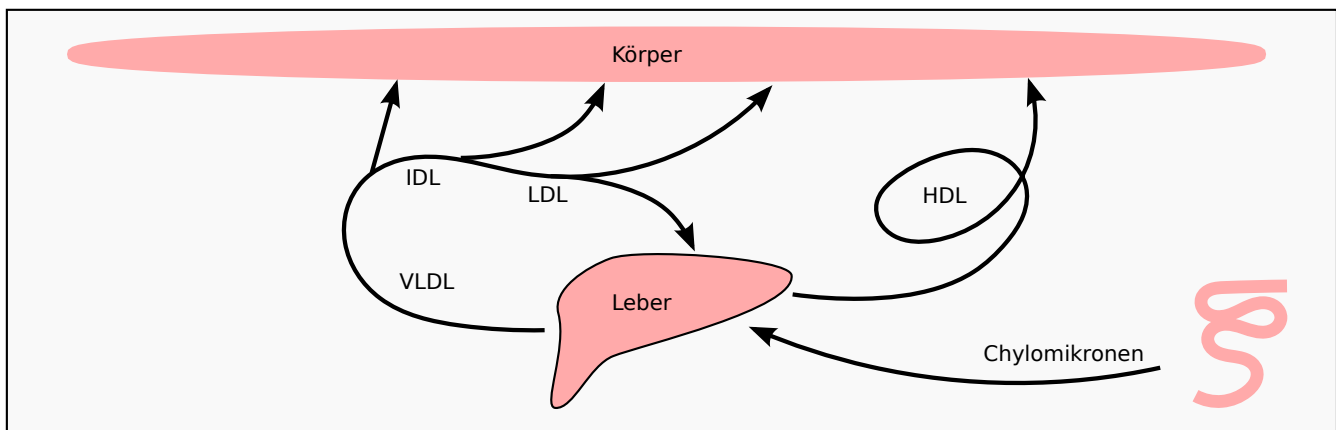 Körper
IDL
LDL
HDL
VLDL
Leber
Chylomikronen